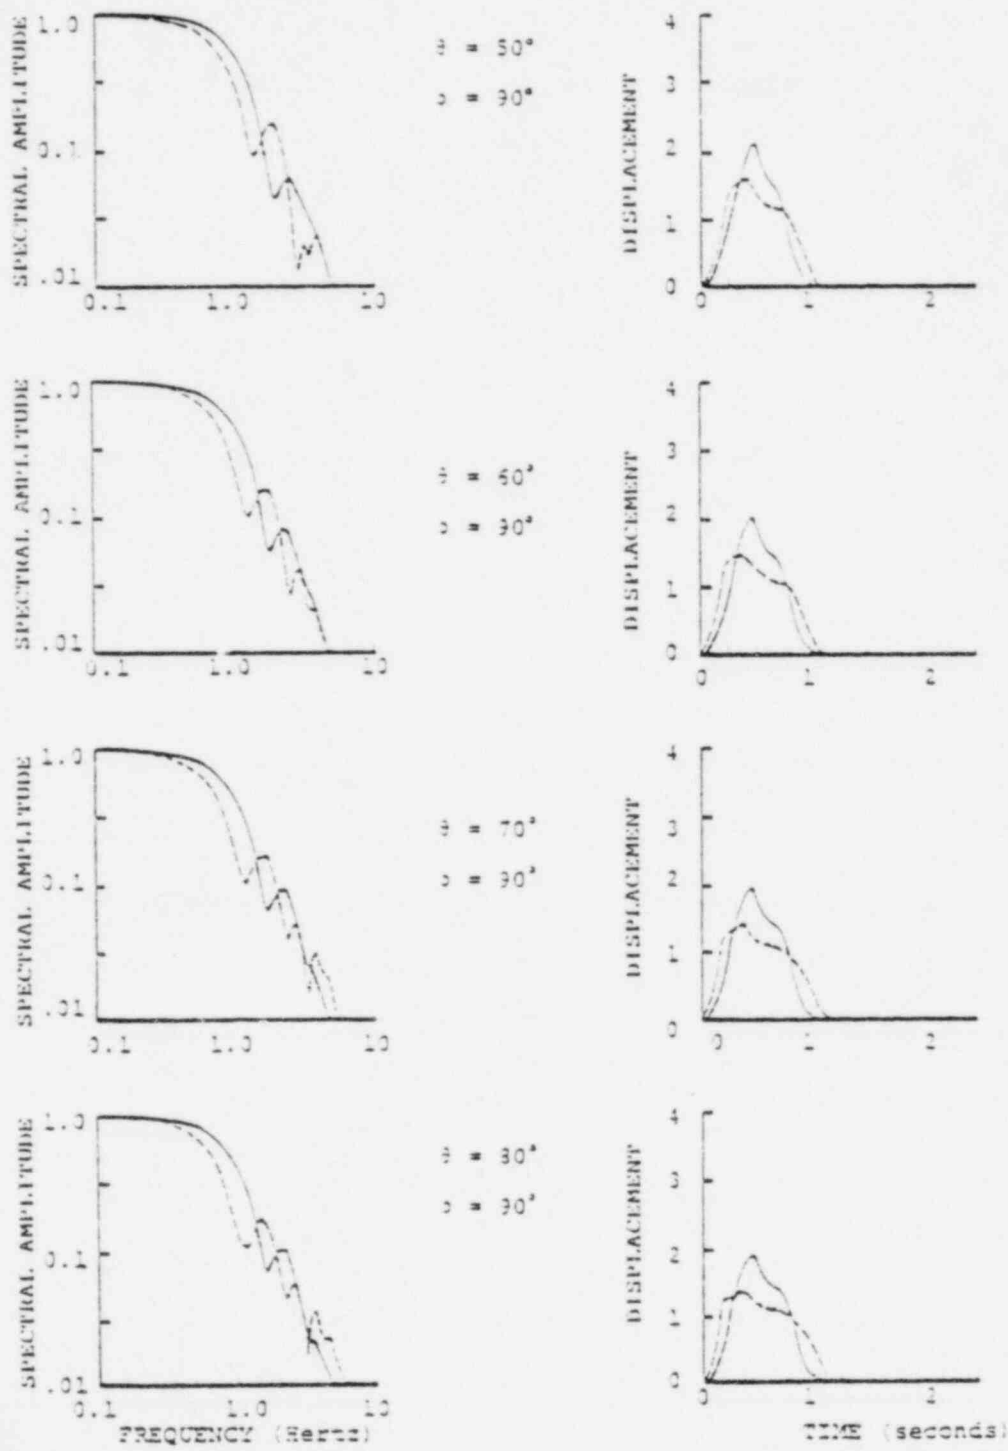 SPECTRAL AMPLITUDE
1.0
0.1
.01
0.1 1.0 10
θ = 50°
φ = 90°
DISPLACEMENT
4
3
2
1
0
0 1 2
SPECTRAL AMPLITUDE
1.0
0.1
.01
0.1 1.0 10
θ = 60°
φ = 90°
DISPLACEMENT
4
3
2
1
0
0 1 2
SPECTRAL AMPLITUDE
1.0
0.1
.01
0.1 1.0 10
θ = 70°
φ = 90°
DISPLACEMENT
4
3
2
1
0
0 1 2
SPECTRAL AMPLITUDE
1.0
0.1
.01
0.1 1.0 10
FREQUENCY (Hertz)
θ = 80°
φ = 90°
DISPLACEMENT
4
3
2
1
0
0 1 2
TIME (seconds)